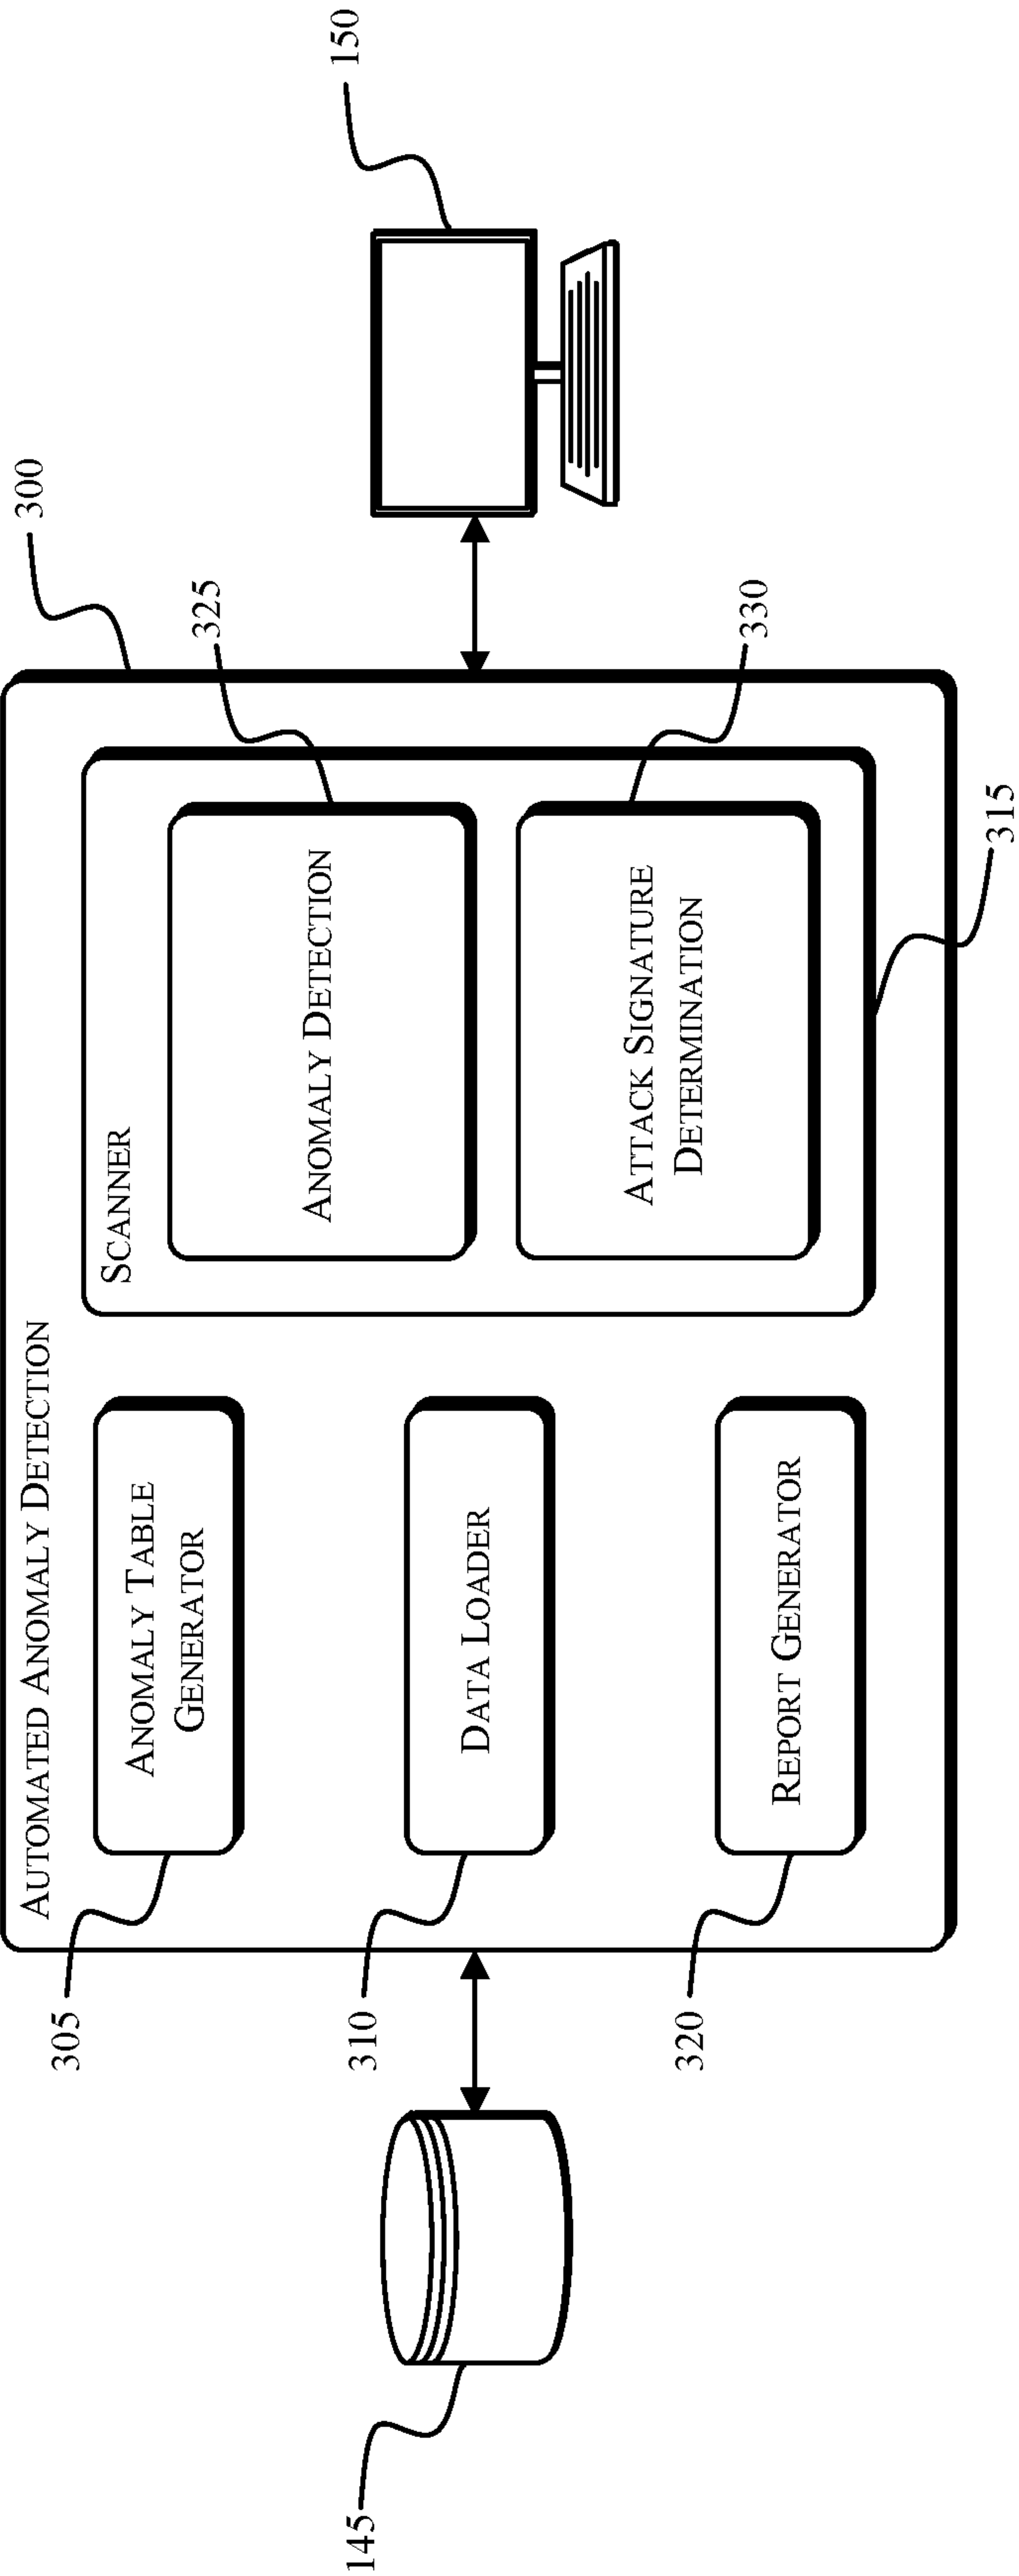 300
AUTOMATED ANOMALY DETECTION
305
ANOMALY TABLE
GENERATOR
310
DATA LOADER
320
REPORT GENERATOR
SCANNER
325
ANOMALY DETECTION
330
ATTACK SIGNATURE
DETERMINATION
315
145
150